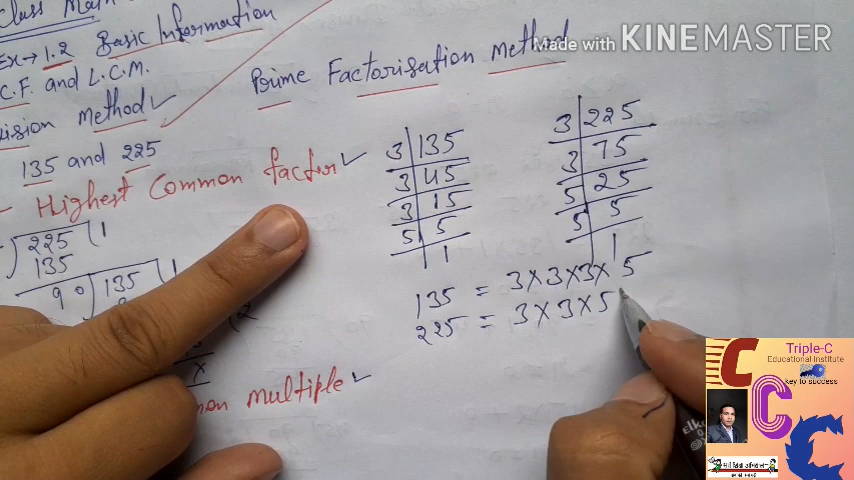 Class Math
Made with KINEMASTER
Ex→ 1.2 Basic Information
C.F. and L.C.M.
Prime Factorisation Method
Method ✓
135 and 225
Highest Common factor ✓
3 | 135
3 | 45
3 | 15
5 | 5
1
3 | 225
3 | 75
5 | 25
5 | 5
1
) 225 ( 1
135
90 ) 135 (
135 = 3 × 3 × 3 × 5
225 = 3 × 3 × 5
multiple ✓
Triple-C
Educational Institute
key to success
C C C